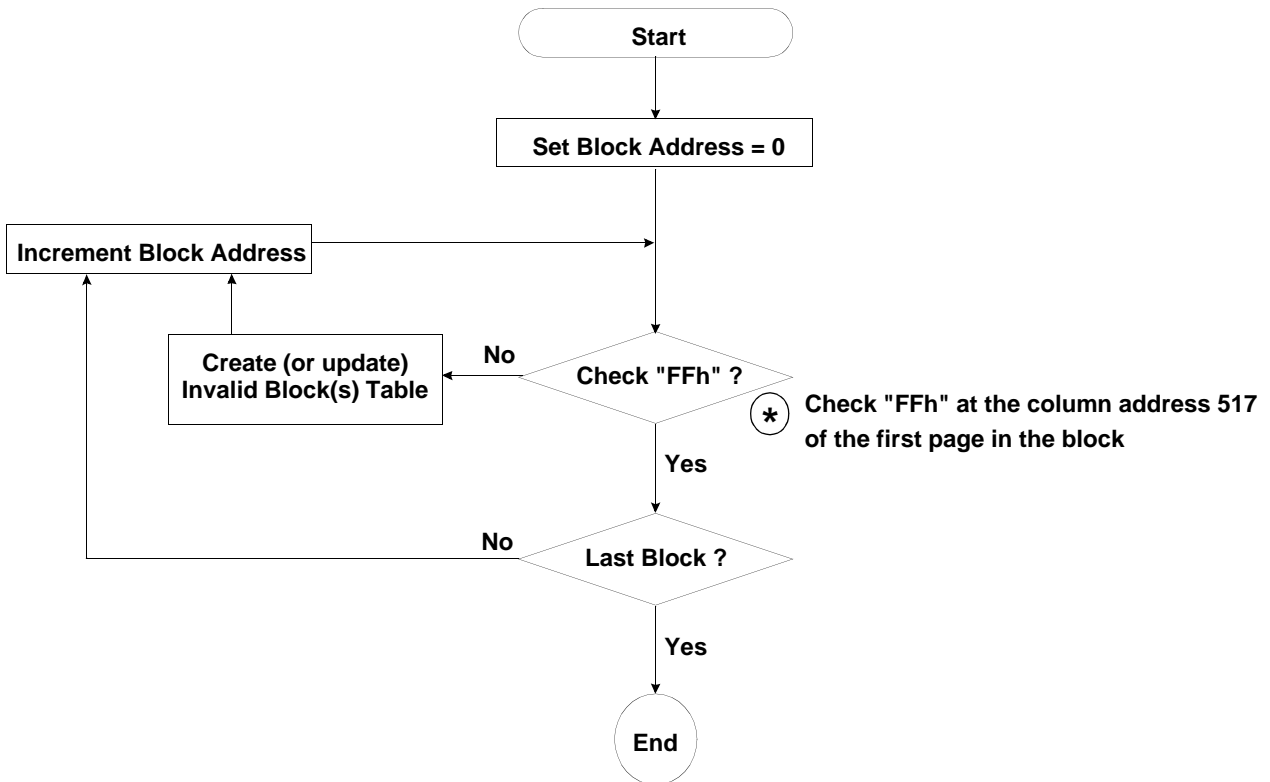 Start
Set Block Address = 0
Increment Block Address
Create (or update)
Invalid Block(s) Table
No
Check "FFh" ?
*
Check "FFh" at the column address 517
of the first page in the block
Yes
No
Last Block ?
Yes
End